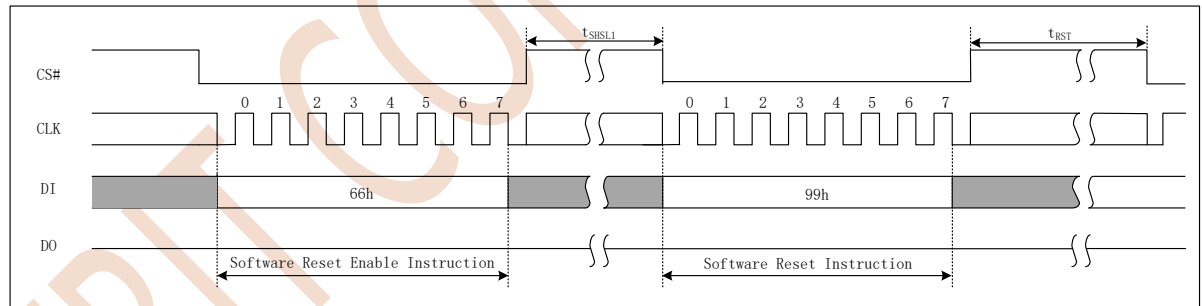 tSHSL1 tRST
CS#
0 1 2 3 4 5 6 7 0 1 2 3 4 5 6 7
CLK
DI 66h 99h
DO
Software Reset Enable Instruction Software Reset Instruction